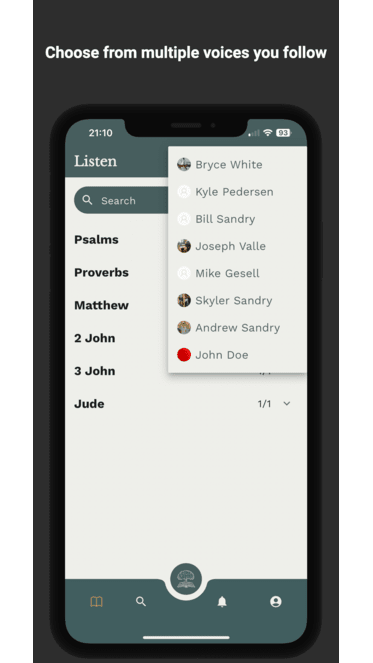 Choose from multiple voices you follow
21:10
93
Listen
Bryce White
Kyle Pedersen
Search
Bill Sandry
Psalms
Joseph Valle
Proverbs
Mike Gesell
Matthew
Skyler Sandry
2 John
Andrew Sandry
John Doe
3 John
Jude
1/1